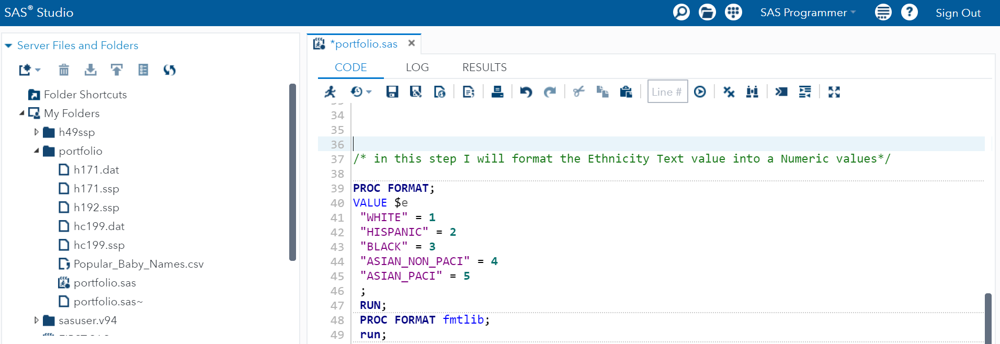 SAS® Studio
SAS Programmer
Sign Out
Server Files and Folders
Folder Shortcuts
My Folders
h49ssp
portfolio
h171.dat
h171.ssp
h192.ssp
hc199.dat
hc199.ssp
Popular_Baby_Names.csv
portfolio.sas
portfolio.sas~
sasuser.v94
*portfolio.sas
CODE LOG RESULTS
Line #
34
35
36
37 /* in this step I will format the Ethnicity Text value into a Numeric values*/
38
39 PROC FORMAT;
40 VALUE $e
41 "WHITE" = 1
42 "HISPANIC" = 2
43 "BLACK" = 3
44 "ASIAN_NON_PACI" = 4
45 "ASIAN_PACI" = 5
46 ;
47 RUN;
48 PROC FORMAT fmtlib;
49 run;